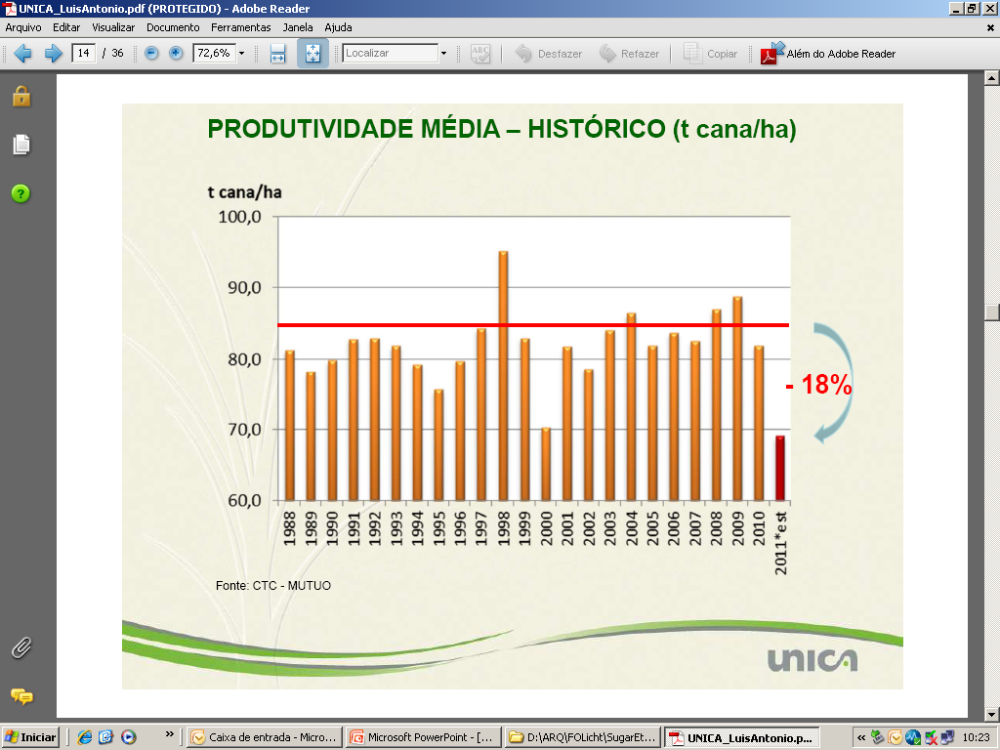 UNICA_LuisAntonio.pdf (PROTEGIDO) - Adobe Reader
Arquivo Editar Visualizar Documento Ferramentas Janela Ajuda
14 / 36 72,6% Localizar ABC Desfazer Refazer Copiar Além do Adobe Reader
PRODUTIVIDADE MÉDIA – HISTÓRICO (t cana/ha)
t cana/ha
100,0
90,0
80,0
70,0
60,0
- 18%
1988 1989 1990 1991 1992 1993 1994 1995 1996 1997 1998 1999 2000 2001 2002 2003 2004 2005 2006 2007 2008 2009 2010 2011*est
Fonte: CTC - MUTUO
unica
Iniciar » Caixa de entrada - Micro... Microsoft PowerPoint - [... D:\ARQ\FOLicht\SugarEt... UNICA_LuisAntonio.p... « 10:23